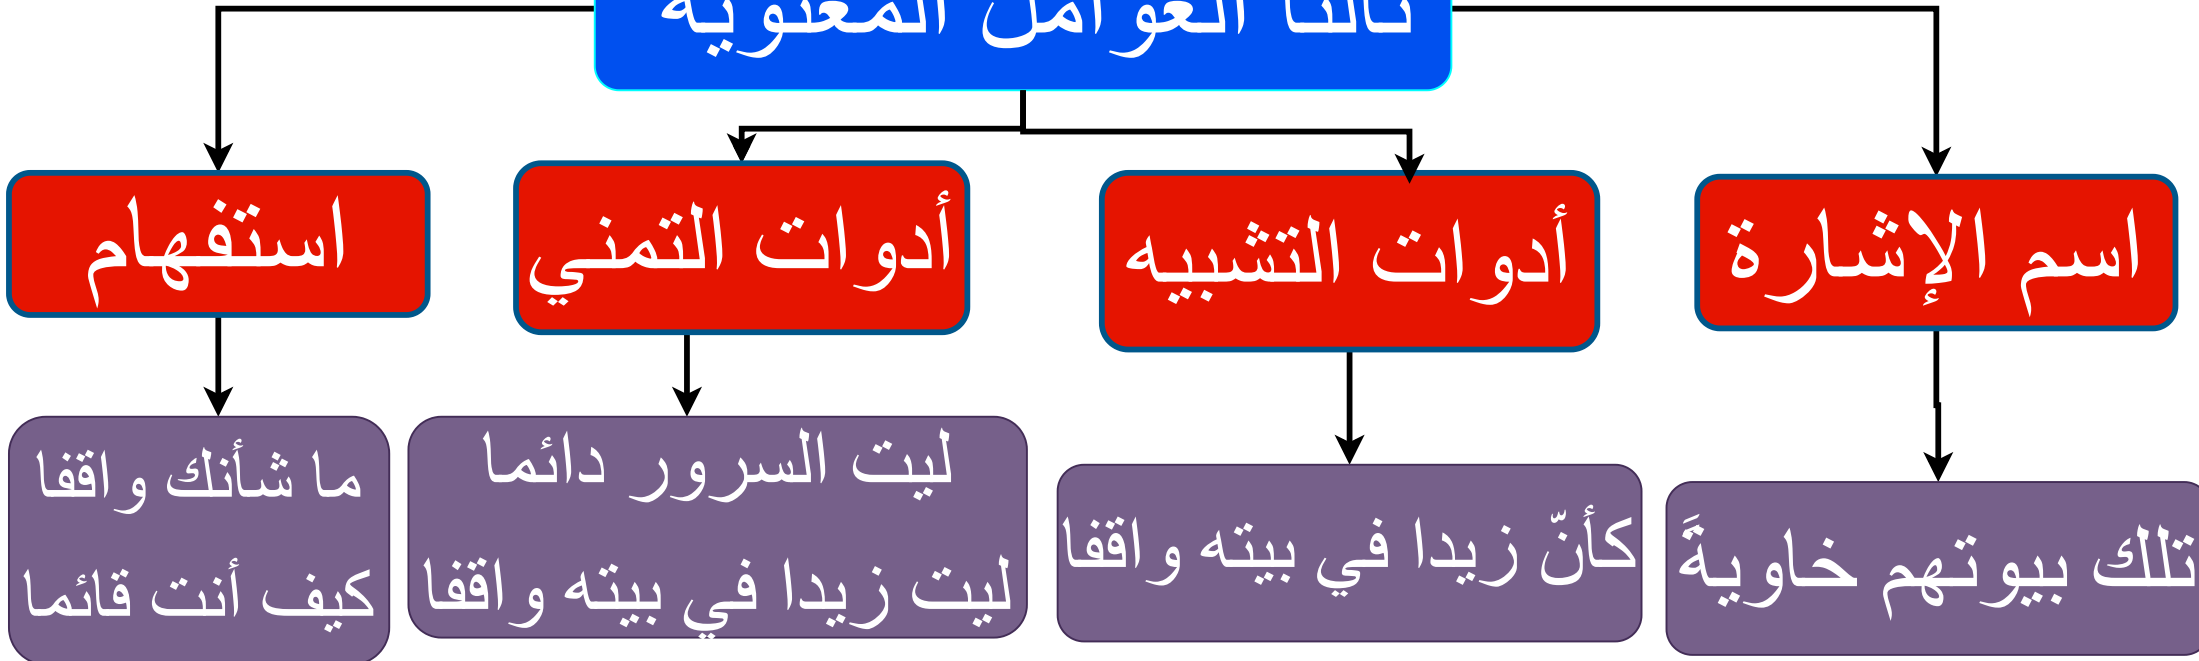 ثالثا العوامل المعنوية
اسم الإشارة
أدوات التشبيه
أدوات التمني
استفهام
تلك بيوتهم خاويةً
كأنّ زيدا في بيته واقفا
ليت السرور دائما
ليت زيدا في بيته واقفا
ما شأنك واقفا
كيف أنت قائما